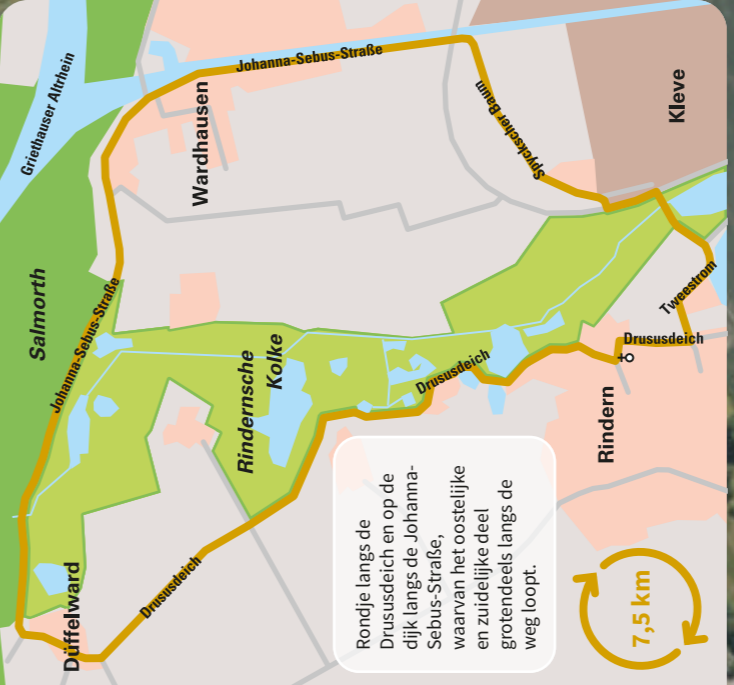 Griethauser Altrhein
Johanna-Sebus-Straße
Wardhausen
Spyckscher Baum
Kleve
Salmorth
Johanna-Sebus-Straße
Rindernsche
Kolke
Drususdeich
Tweestrom
Drususdeich
Rindern
Düffelward
Drususdeich
Rondje langs de
Drususdeich en op de
dijk langs de Johanna-
Sebus-Straße,
waarvan het oostelijke
en zuidelijke deel
grotendeels langs de
weg loopt.
7,5 km